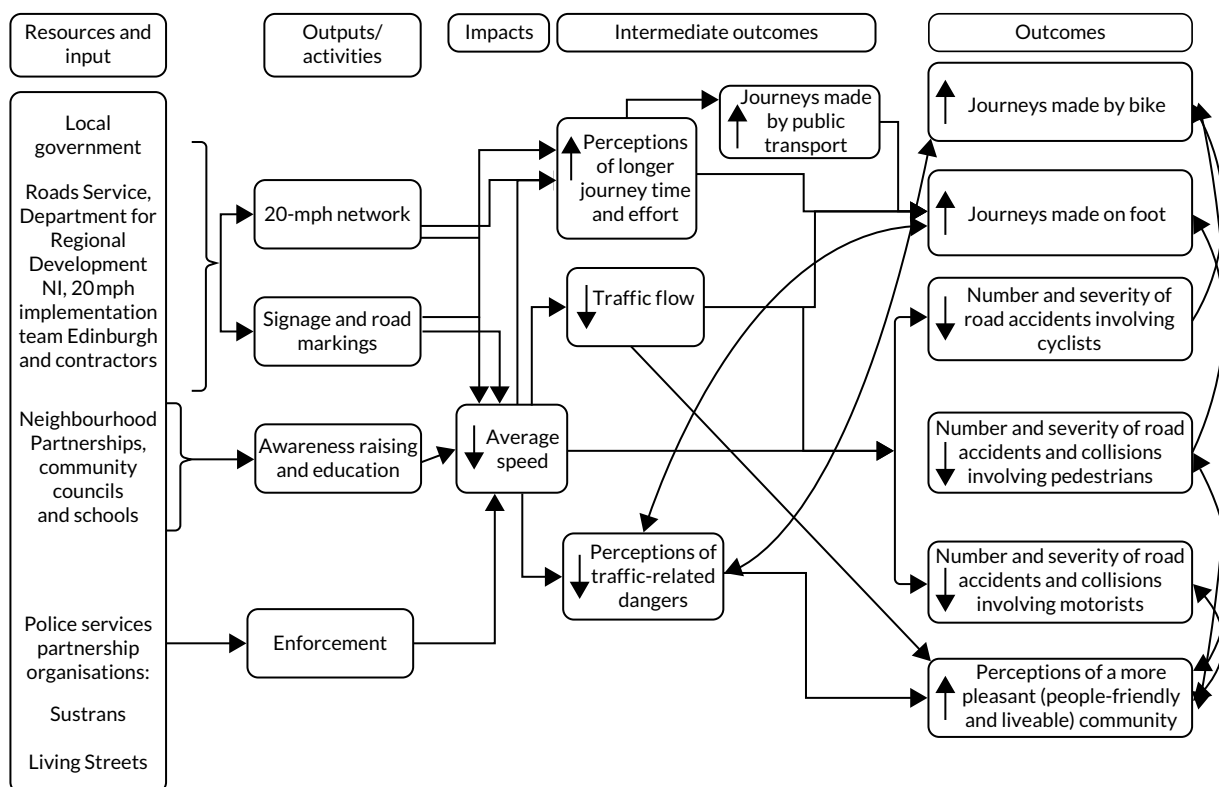 Resources and
input
Outputs/
activities
Impacts
Intermediate outcomes
Outcomes
Local
government
Roads Service,
Department for
Regional
Development
NI, 20 mph
implementation
team Edinburgh
and contractors
Neighbourhood
Partnerships,
community
councils
and schools
Police services
partnership
organisations:
Sustrans
Living Streets
20-mph network
Signage and road
markings
Awareness raising
and education
Enforcement
Average
speed
Perceptions
of longer
journey time
and effort
Journeys made
by public
transport
Traffic flow
Perceptions of
traffic-related
dangers
Journeys made by bike
Journeys made on foot
Number and severity of
road accidents involving
cyclists
Number and severity of road
accidents and collisions
involving pedestrians
Number and severity of road
accidents and collisions
involving motorists
Perceptions of a more
pleasant (people-friendly
and liveable) community